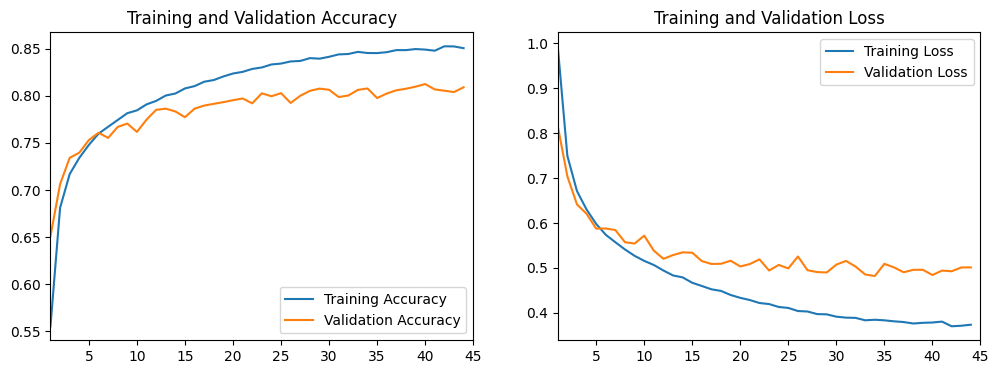 Training and Validation Accuracy
0.85
0.80
0.75
0.70
0.65
0.60
0.55
5 10 15 20 25 30 35 40 45
Training Accuracy
Validation Accuracy
Training and Validation Loss
1.0
0.9
0.8
0.7
0.6
0.5
0.4
5 10 15 20 25 30 35 40 45
Training Loss
Validation Loss